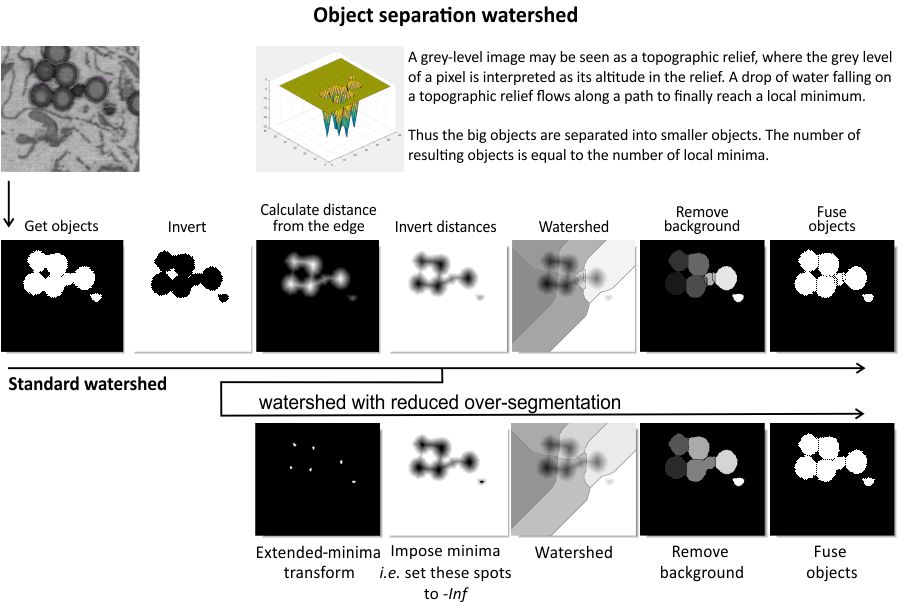 Object separation watershed
A grey-level image may be seen as a topographic relief, where the grey level
of a pixel is interpreted as its altitude in the relief. A drop of water falling on
a topographic relief flows along a path to finally reach a local minimum.
Thus the big objects are separated into smaller objects. The number of
resulting objects is equal to the number of local minima.
Get objects
Invert
Calculate distance
from the edge
Invert distances
Watershed
Remove
background
Fuse
objects
Standard watershed
watershed with reduced over-segmentation
Extended-minima
transform
Impose minima
i.e. set these spots
to -Inf
Watershed
Remove
background
Fuse
objects